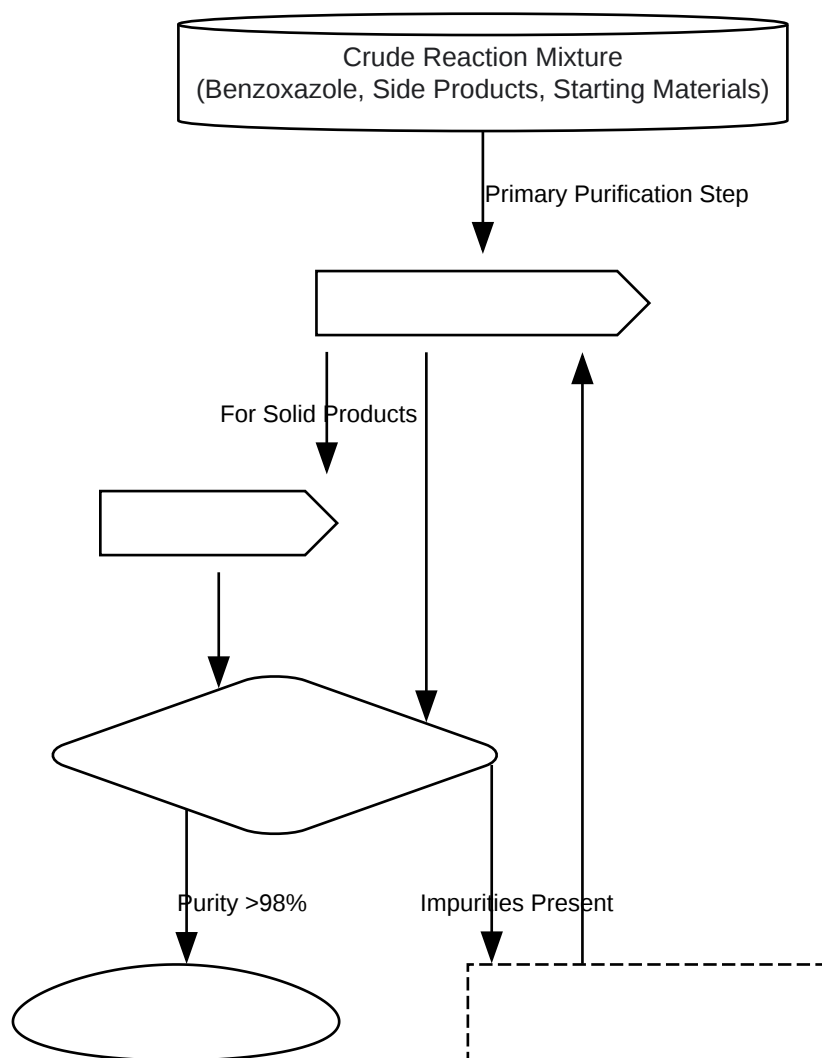 Crude Reaction Mixture
(Benzoxazole, Side Products, Starting Materials)
Primary Purification Step
For Solid Products
Purity >98%
Impurities Present